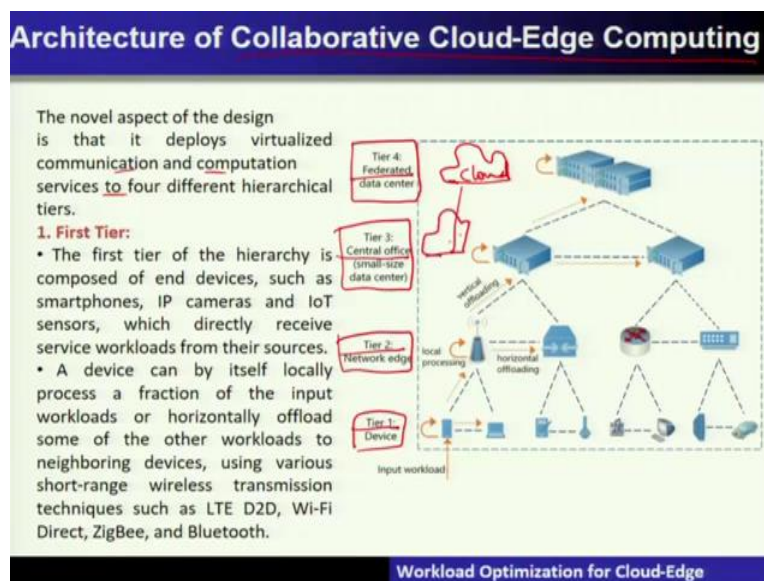 Architecture of Collaborative Cloud-Edge Computing
The novel aspect of the design
is that it deploys virtualized
communication and computation
services to four different hierarchical
tiers.
1. First Tier:
• The first tier of the hierarchy is
composed of end devices, such as
smartphones, IP cameras and IoT
sensors, which directly receive
service workloads from their sources.
• A device can by itself locally
process a fraction of the input
workloads or horizontally offload
some of the other workloads to
neighboring devices, using various
short-range wireless transmission
techniques such as LTE D2D, Wi-Fi
Direct, ZigBee, and Bluetooth.
Tier 4:
Federated
data center
cloud
Tier 3:
Central office
(small-size
data center)
vertical
offloading
Tier 2:
Network edge
local
processing
horizontal
offloading
Tier 1:
Device
Input workload
Workload Optimization for Cloud-Edge